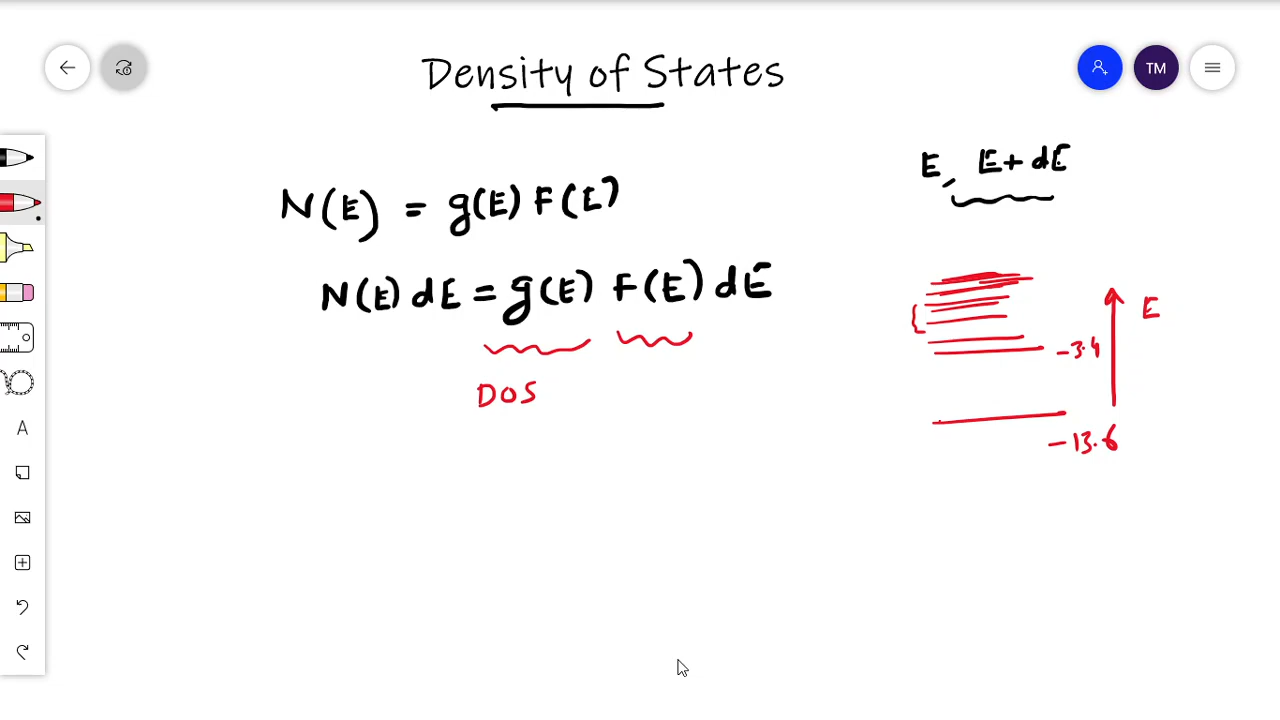 Density of States
TM
E, E+dE
N(E) = g(E) F(E)
N(E) dE = g(E) F(E) dE
E
-3.4
DOS
-13.6
A